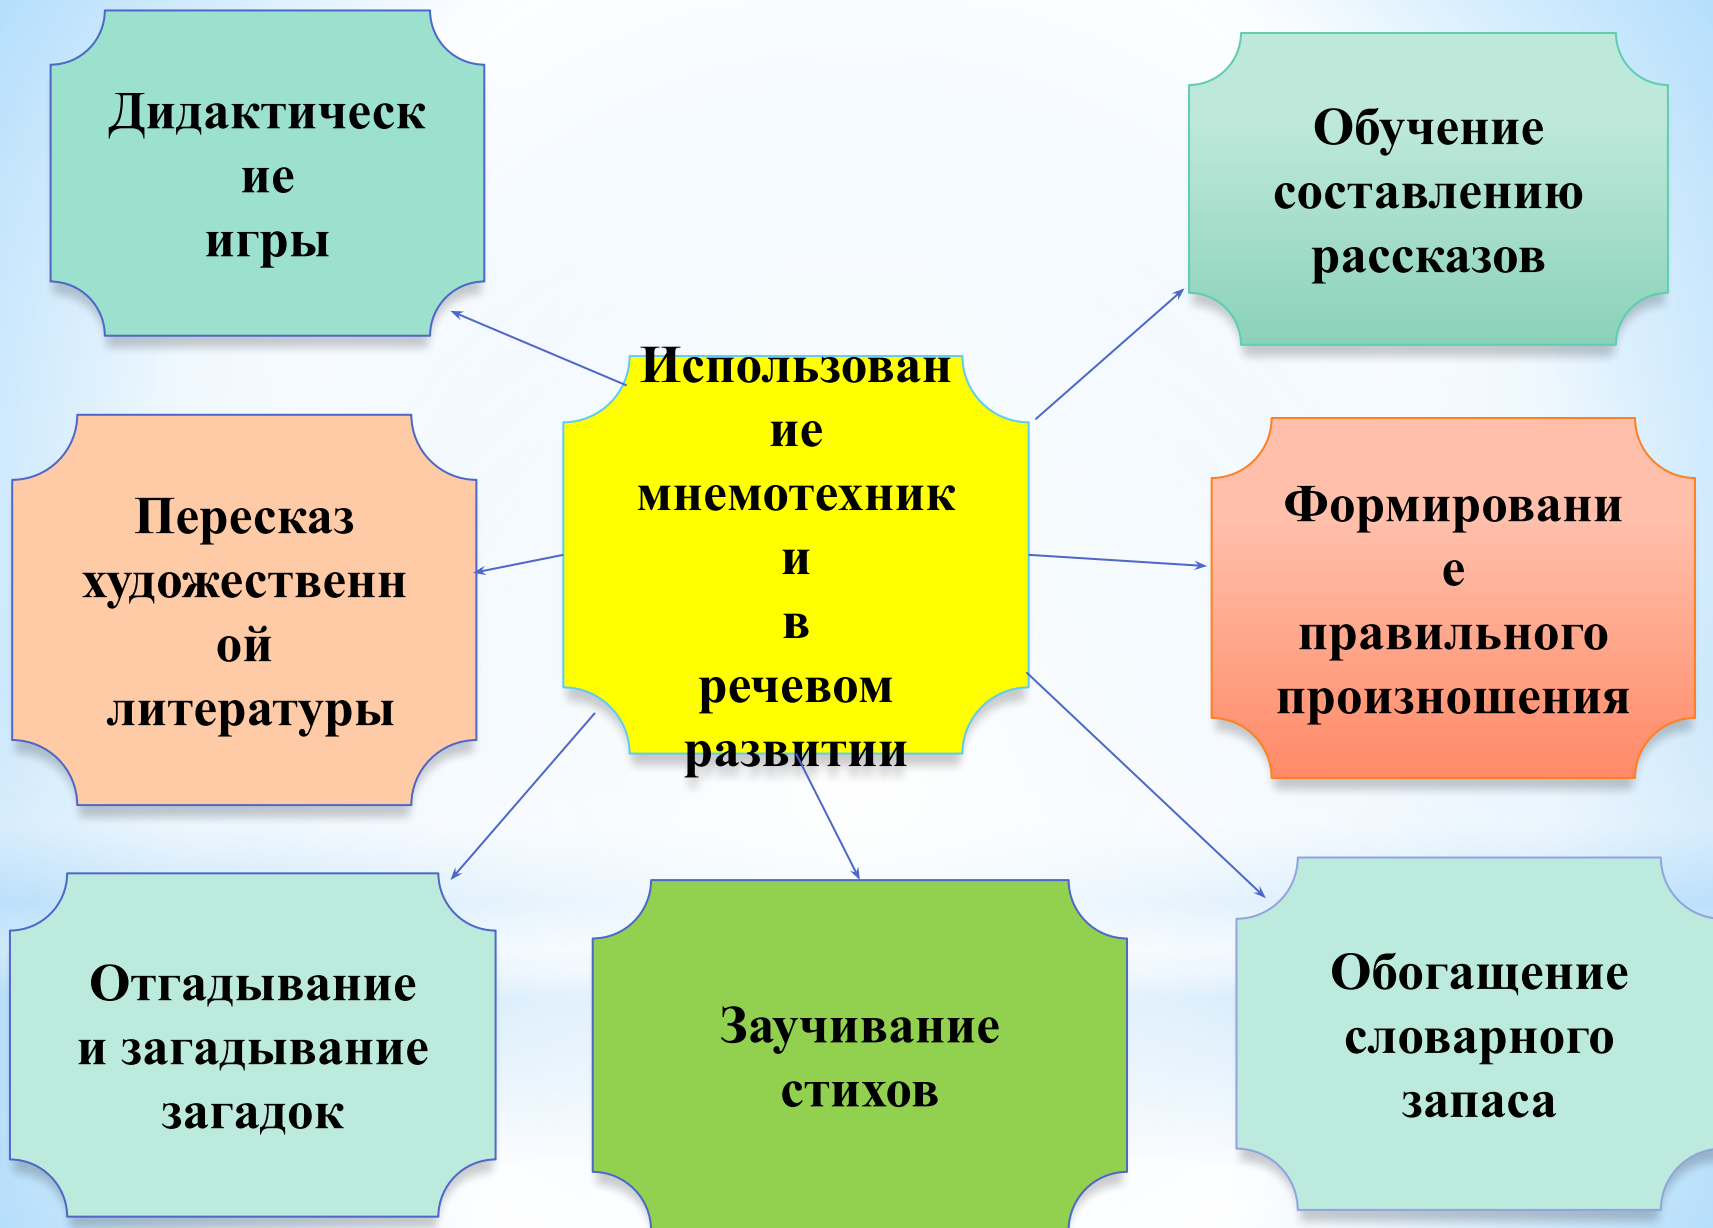 Дидактическ
ие
игры
Обучение
составлению
рассказов
Использован
ие
мнемотехник
и
в
речевом
развитии
Пересказ
художественн
ой
литературы
Формировани
е
правильного
произношения
Отгадывание
и загадывание
загадок
Заучивание
стихов
Обогащение
словарного
запаса